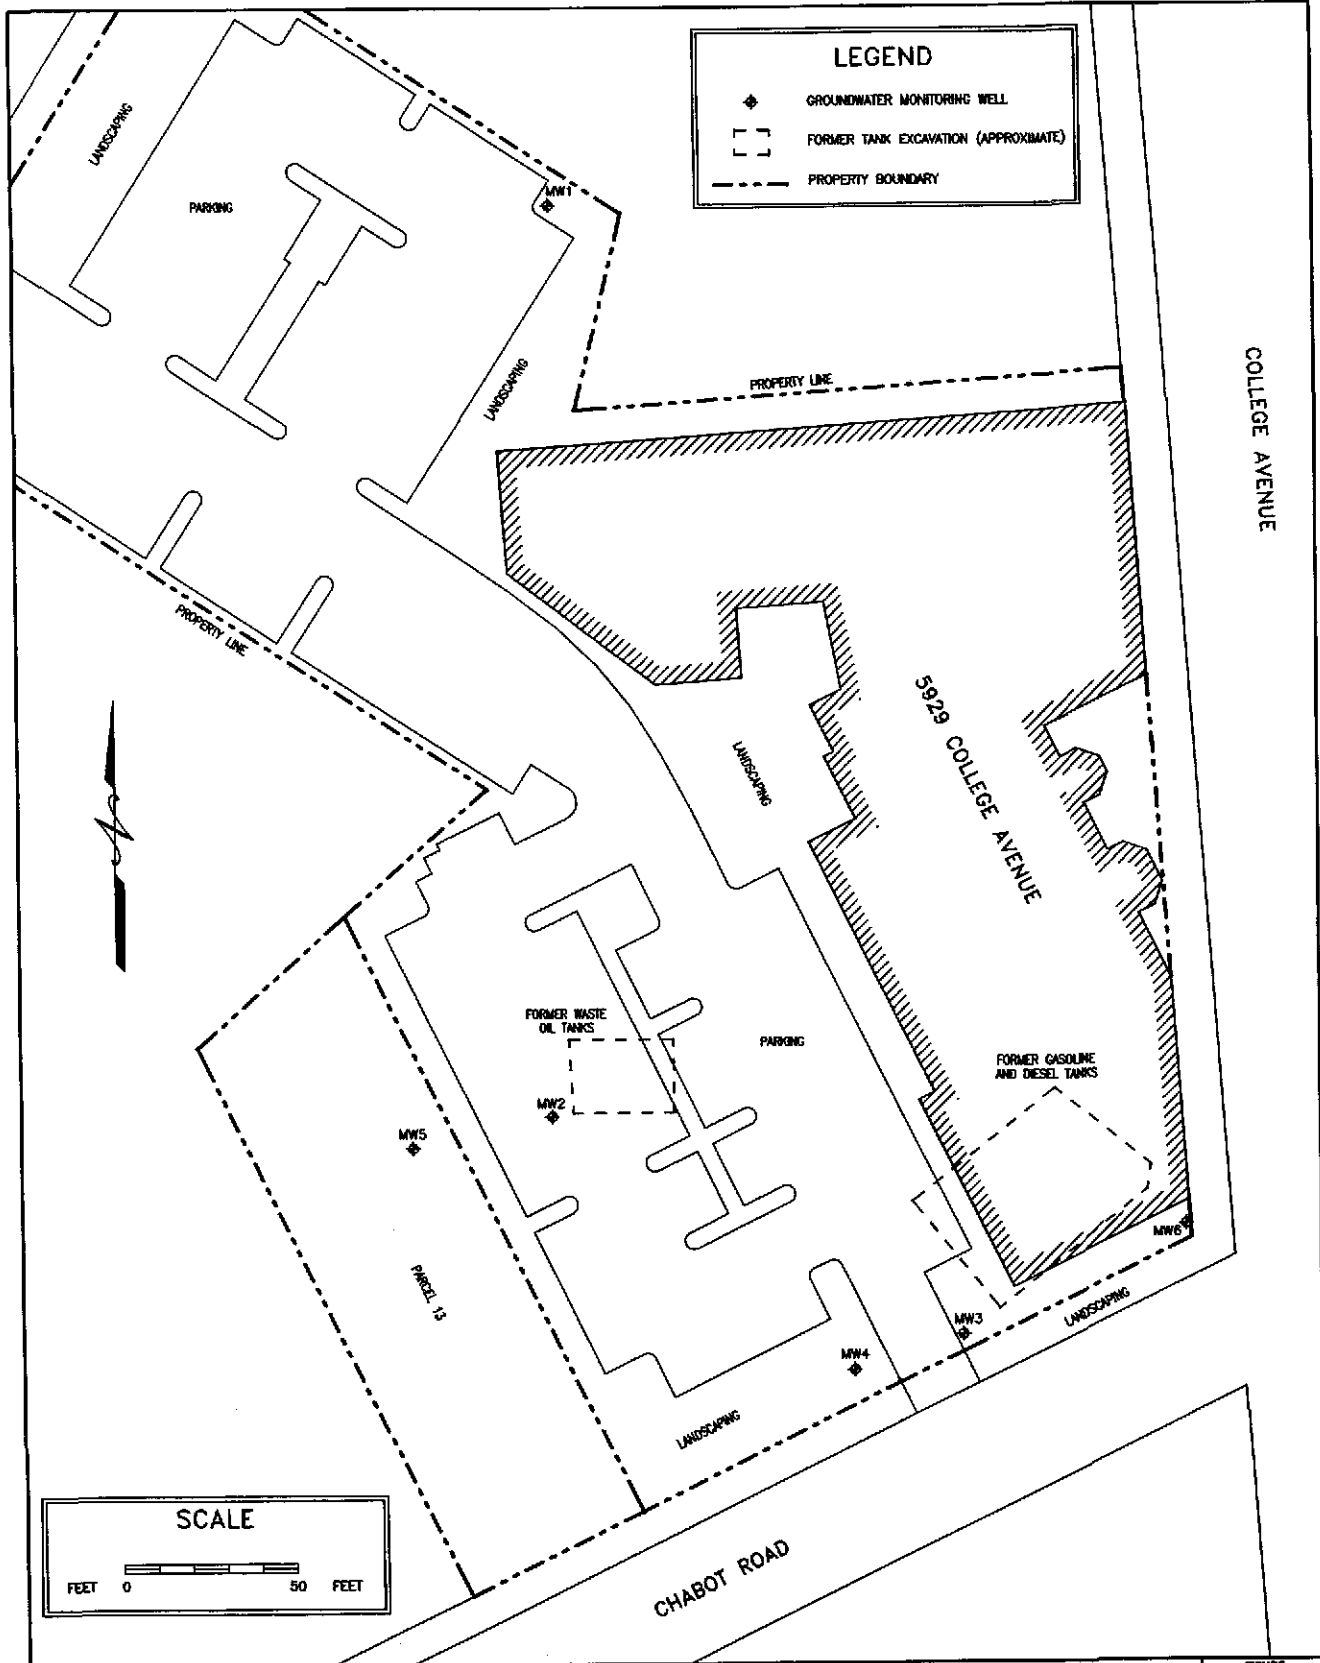 LEGEND
GROUNDWATER MONITORING WELL
FORMER TANK EXCAVATION (APPROXIMATE)
PROPERTY BOUNDARY
LANDSCAPING
PARKING
MW1
LANDSCAPING
PROPERTY LINE
COLLEGE AVENUE
PROPERTY LINE
5929 COLLEGE AVENUE
LANDSCAPING
N
FORMER WASTE
OIL TANKS
PARKING
FORMER GASOLINE
AND DIESEL TANKS
MW2
MW5
MW6
PARCEL 13
LANDSCAPING
MW3
MW4
LANDSCAPING
SCALE
FEET 0 50 FEET
CHABOT ROAD